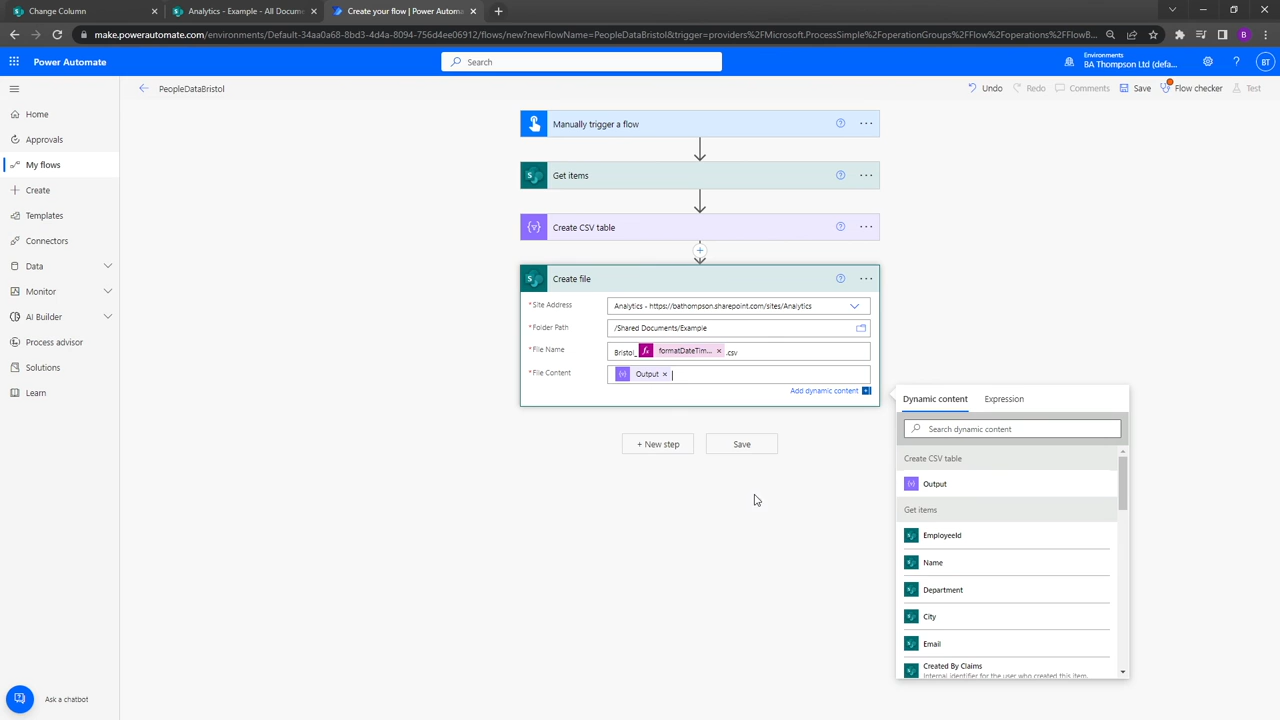 Change Column
Analytics - Example - All Docume
Create your flow | Power Automa
make.powerautomate.com/environments/Default-34aa0a68-8bd3-4d4a-8094-756d4ee06912/flows/new?newFlowName=PeopleDataBristol&trigger=providers%2FMicrosoft.ProcessSimple%2FoperationGroups%2FFlow%2Foperations%2FFlowB...
B
Power Automate
Search
Environments
BA Thompson Ltd (defa...
BT
PeopleDataBristol
Undo
Redo
Comments
Save
Flow checker
Test
Home
Approvals
My flows
Create
Templates
Connectors
Data
Monitor
AI Builder
Process advisor
Solutions
Learn
Ask a chatbot
Manually trigger a flow
Get items
Create CSV table
Create file
*Site Address
Analytics - https://bathompson.sharepoint.com/sites/Analytics
*Folder Path
/Shared Documents/Example
*File Name
Bristol_ fx formatDateTim... × .csv
*File Content
Output ×
Add dynamic content
+ New step
Save
Dynamic content
Expression
Search dynamic content
Create CSV table
Output
Get items
EmployeeId
Name
Department
City
Email
Created By Claims
Internal identifier for the user who created this item.